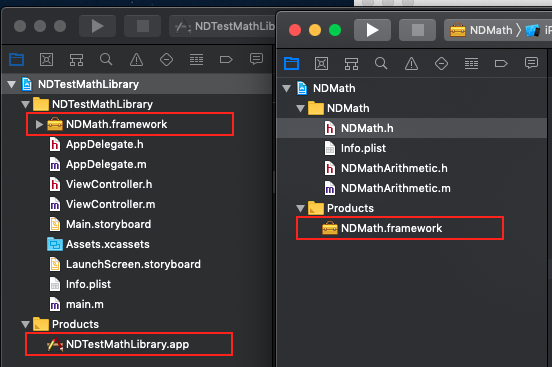 NDTestMathLib
NDTestMathLibrary
NDTestMathLibrary
NDMath.framework
AppDelegate.h
AppDelegate.m
ViewController.h
ViewController.m
Main.storyboard
Assets.xcassets
LaunchScreen.storyboard
Info.plist
main.m
Products
NDTestMathLibrary.app
NDMath
iP
NDMath
NDMath
NDMath.h
Info.plist
NDMathArithmetic.h
NDMathArithmetic.m
Products
NDMath.framework